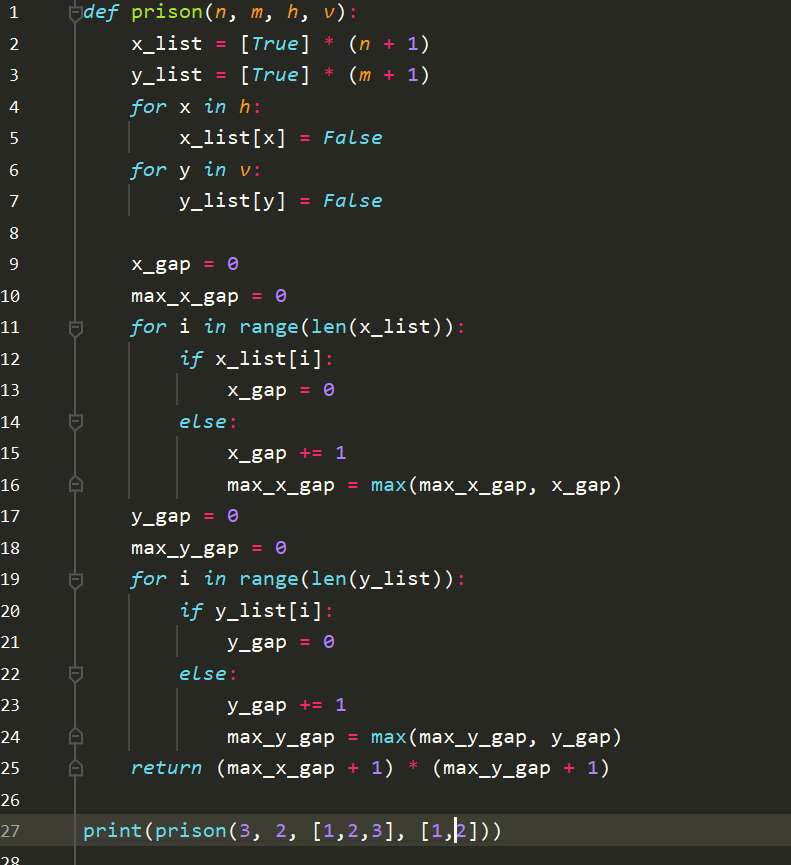 1 def prison(n, m, h, v):
2     x_list = [True] * (n + 1)
3     y_list = [True] * (m + 1)
4     for x in h:
5         x_list[x] = False
6     for y in v:
7         y_list[y] = False
8
9     x_gap = 0
10     max_x_gap = 0
11     for i in range(len(x_list)):
12         if x_list[i]:
13             x_gap = 0
14         else:
15             x_gap += 1
16             max_x_gap = max(max_x_gap, x_gap)
17     y_gap = 0
18     max_y_gap = 0
19     for i in range(len(y_list)):
20         if y_list[i]:
21             y_gap = 0
22         else:
23             y_gap += 1
24             max_y_gap = max(max_y_gap, y_gap)
25     return (max_x_gap + 1) * (max_y_gap + 1)
26
27 print(prison(3, 2, [1,2,3], [1,2]))
28